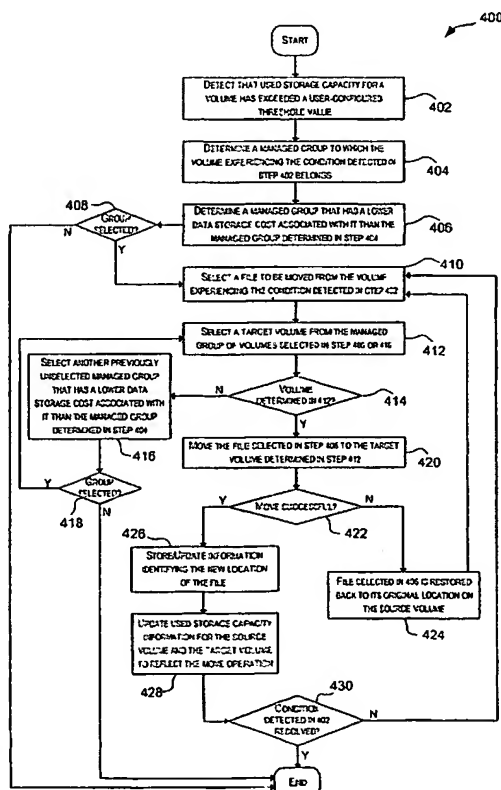 400
START
DETECT THAT USED STORAGE CAPACITY FOR A
VOLUME HAS EXCEEDED A USER-CONFIGURED
THRESHOLD VALUE
402
DETERMINE A MANAGED GROUP TO WHICH THE
VOLUME EXPERIENCING THE CONDITION DETECTED IN
STEP 402 BELONGS
404
408
GROUP
SELECTED?
N
Y
DETERMINE A MANAGED GROUP THAT HAD A LOWER
DATA STORAGE COST ASSOCIATED WITH IT THAN THE
MANAGED GROUP DETERMINED IN STEP 404
406
410
SELECT A FILE TO BE MOVED FROM THE VOLUME
EXPERIENCING THE CONDITION DETECTED IN STEP 402
SELECT A TARGET VOLUME FROM THE MANAGED
GROUP OF VOLUMES SELECTED IN STEP 406 OR 416
412
SELECT ANOTHER PREVIOUSLY
UNSELECTED MANAGED GROUP
THAT HAS A LOWER DATA
STORAGE COST ASSOCIATED WITH
IT THAN THE MANAGED GROUP
DETERMINED IN STEP 404
416
N
VOLUME
DETERMINED IN 412?
414
Y
MOVE THE FILE SELECTED IN STEP 406 TO THE TARGET
VOLUME DETERMINED IN STEP 412
420
Y
GROUP
SELECTED?
418
N
Y
MOVE SUCCESSFUL?
N
422
426
STORE/UPDATE INFORMATION
IDENTIFYING THE NEW LOCATION
OF THE FILE
FILE SELECTED IN 406 IS RESTORED
BACK TO ITS ORIGINAL LOCATION ON
THE SOURCE VOLUME
424
UPDATE USED STORAGE CAPACITY
INFORMATION FOR THE SOURCE
VOLUME AND THE TARGET VOLUME
TO REFLECT THE MOVE OPERATION
428
430
CONDITION
DETECTED IN 402
RESOLVED?
N
Y
END